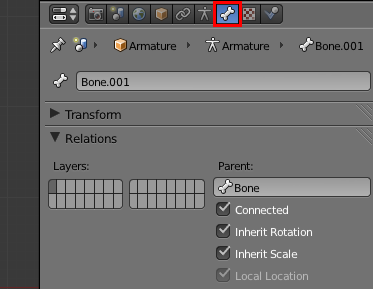 Armature Armature Bone.001
Bone.001
Transform
Relations
Layers: Parent:
Bone
Connected
Inherit Rotation
Inherit Scale
Local Location